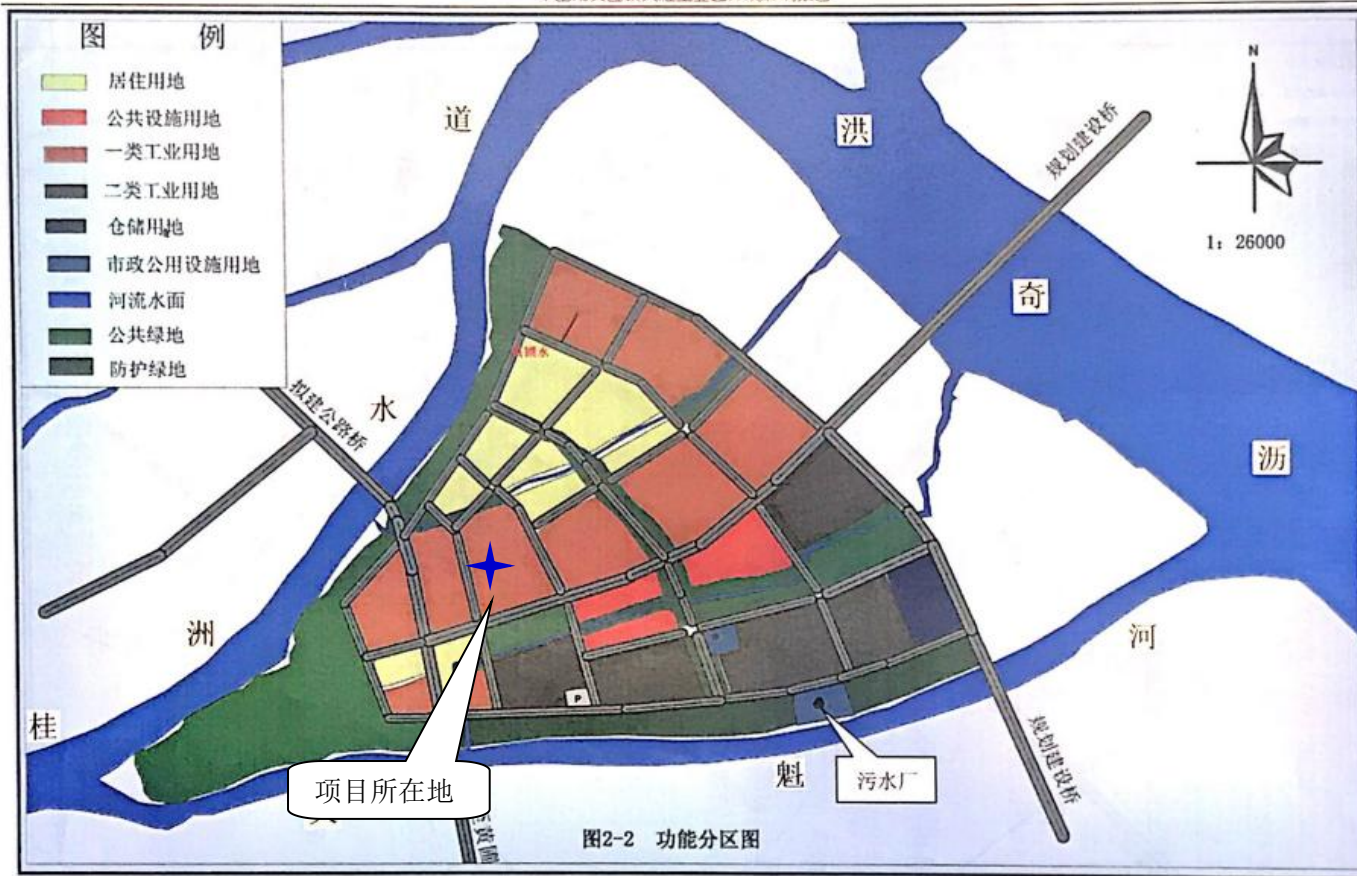 图 例
居住用地
公共设施用地
一类工业用地
二类工业用地
仓储用地
市政公用设施用地
河流水面
公共绿地
防护绿地
道
洪
规划建设桥
N
1: 26000
奇
沥
拟建公路桥
水
洲
河
桂
P
规划建设桥
魁
污水厂
项目所在地
至黄圃
图2-2 功能分区图